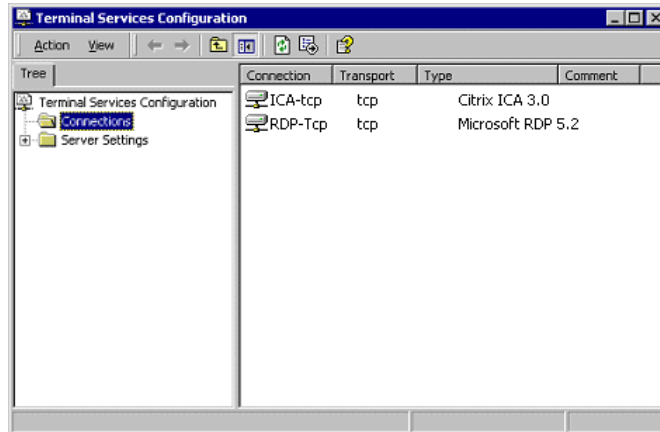 Terminal Services Configuration
Action View
Tree
Connection Transport Type Comment
Terminal Services Configuration
Connections
Server Settings
ICA-tcp tcp Citrix ICA 3.0
RDP-Tcp tcp Microsoft RDP 5.2